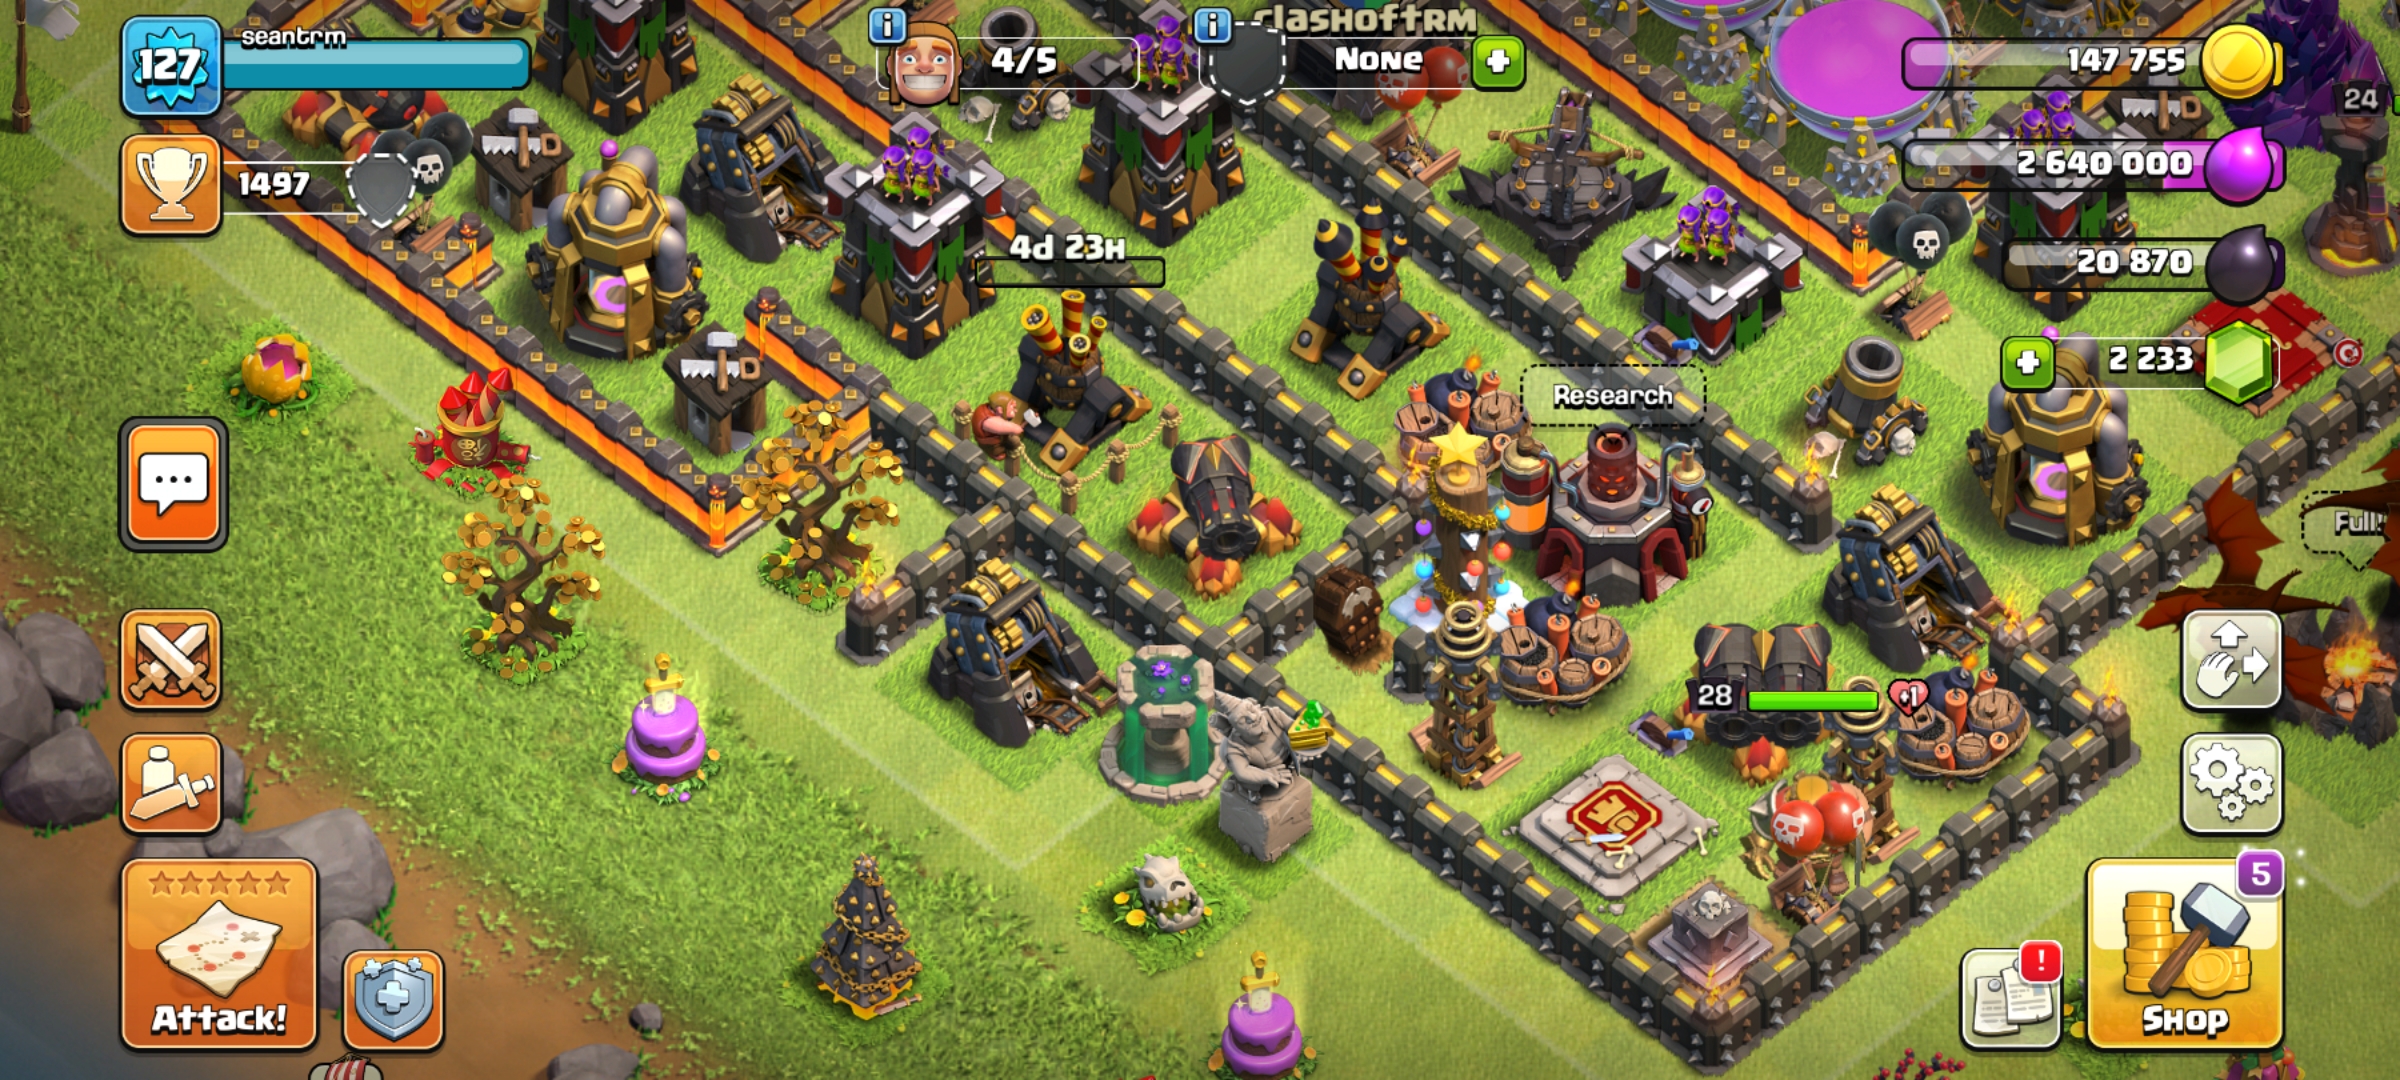 127
seantrm
4/5
clashoftrm
None
147 755
24
1497
2 640 000
20 870
2 233
4d 23h
Research
Full!
28
+1
5
!
Attack!
Shop